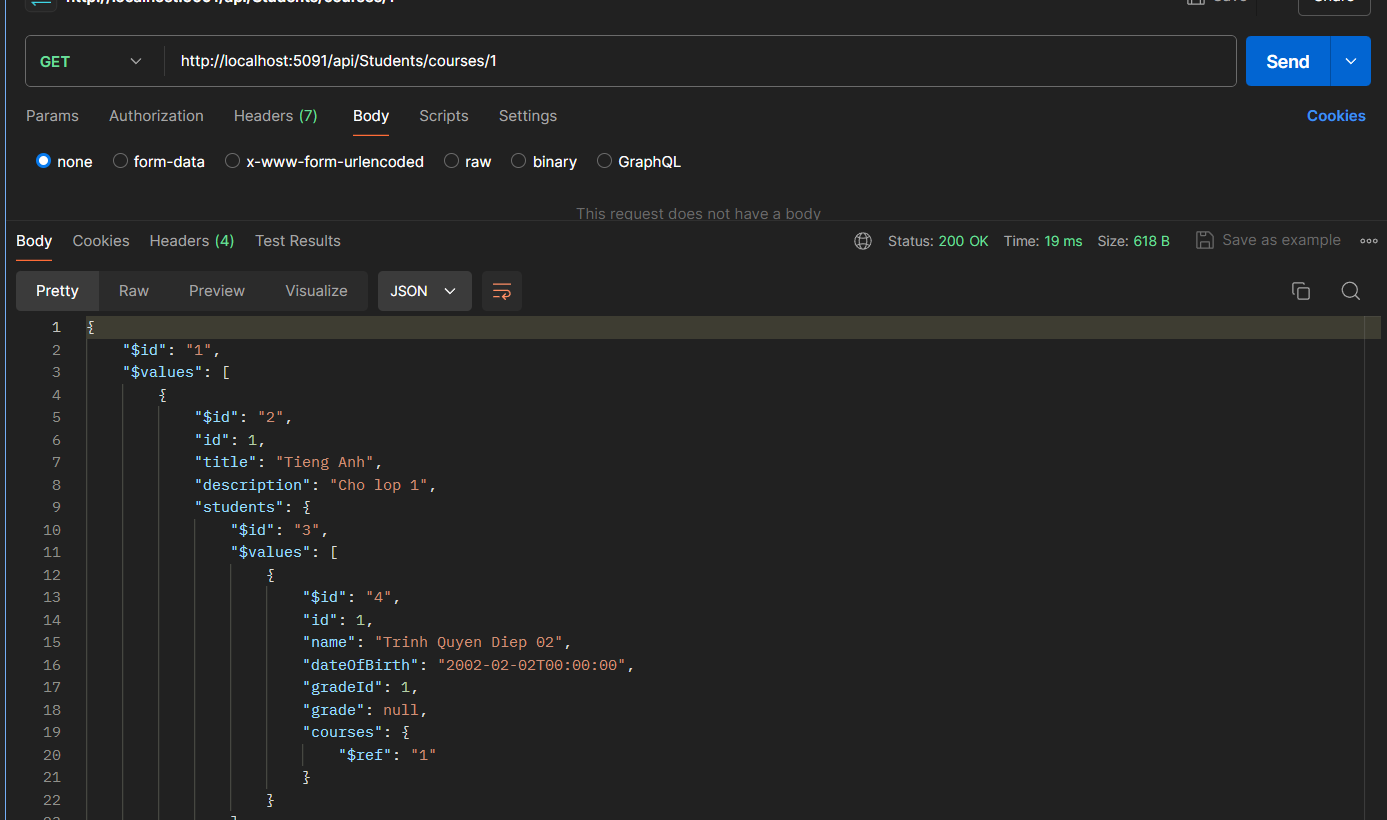 GET http://localhost:5091/api/Students/courses/1 Send
Params Authorization Headers (7) Body Scripts Settings Cookies
none form-data x-www-form-urlencoded raw binary GraphQL
This request does not have a body
Body Cookies Headers (4) Test Results Status: 200 OK Time: 19 ms Size: 618 B Save as example
Pretty Raw Preview Visualize JSON
1 {
2 "$id": "1",
3 "$values": [
4 {
5 "$id": "2",
6 "id": 1,
7 "title": "Tieng Anh",
8 "description": "Cho lop 1",
9 "students": {
10 "$id": "3",
11 "$values": [
12 {
13 "$id": "4",
14 "id": 1,
15 "name": "Trinh Quyen Diep 02",
16 "dateOfBirth": "2002-02-02T00:00:00",
17 "gradeId": 1,
18 "grade": null,
19 "courses": {
20 "$ref": "1"
21 }
22 }